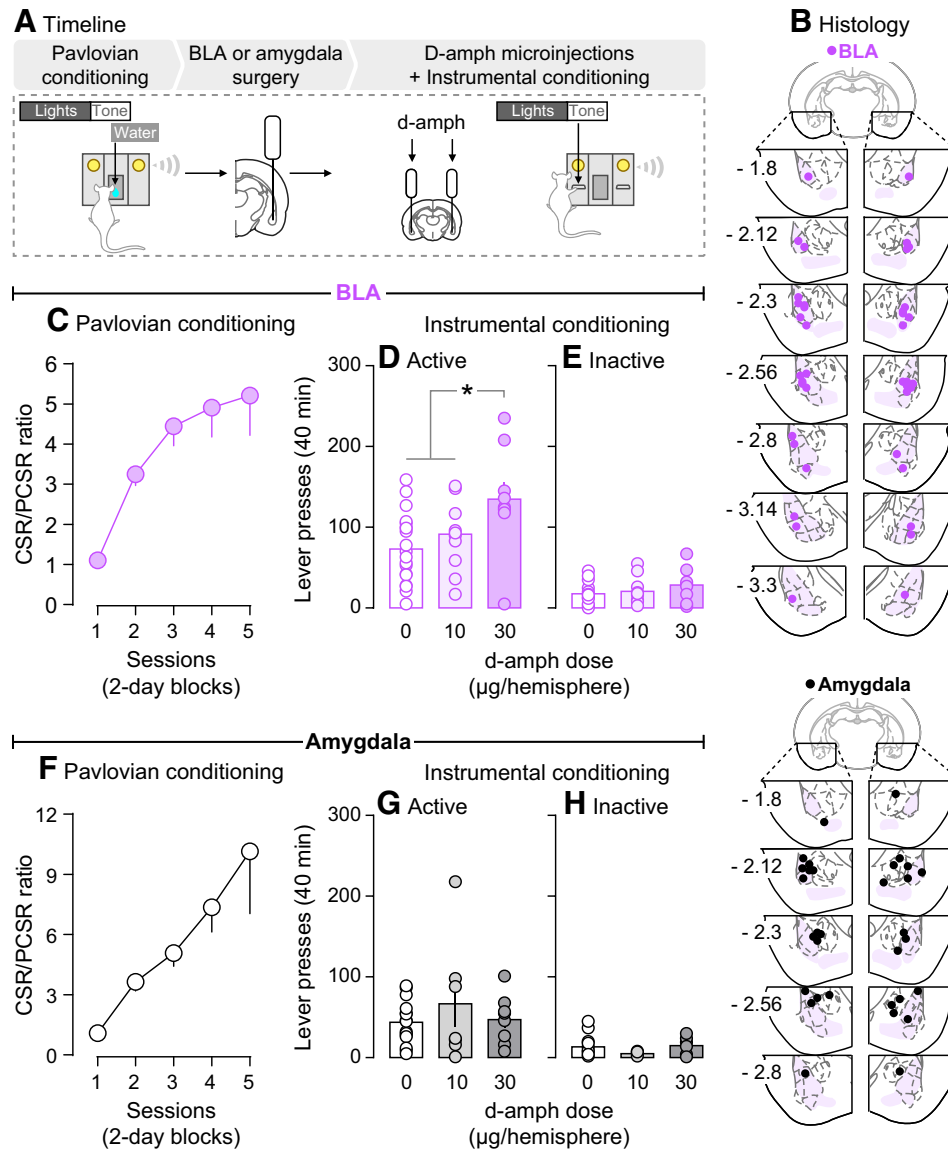 A Timeline
Pavlovian
conditioning
BLA or amygdala
surgery
D-amph microinjections
+ Instrumental conditioning
Lights Tone
Water
d-amph
Lights Tone
B Histology
BLA
- 1.8
- 2.12
- 2.3
- 2.56
- 2.8
- 3.14
- 3.3
BLA
C Pavlovian conditioning
CSR/PCSR ratio
6
5
4
3
2
1
0
1 2 3 4 5
Sessions
(2-day blocks)
Instrumental conditioning
D Active
Lever presses (40 min)
300
200
100
0
*
0 10 30
E Inactive
0 10 30
d-amph dose
(µg/hemisphere)
Amygdala
F Pavlovian conditioning
CSR/PCSR ratio
12
9
6
3
0
1 2 3 4 5
Sessions
(2-day blocks)
Instrumental conditioning
G Active
Lever presses (40 min)
300
200
100
0
0 10 30
H Inactive
0 10 30
d-amph dose
(µg/hemisphere)
Amygdala
- 1.8
- 2.12
- 2.3
- 2.56
- 2.8